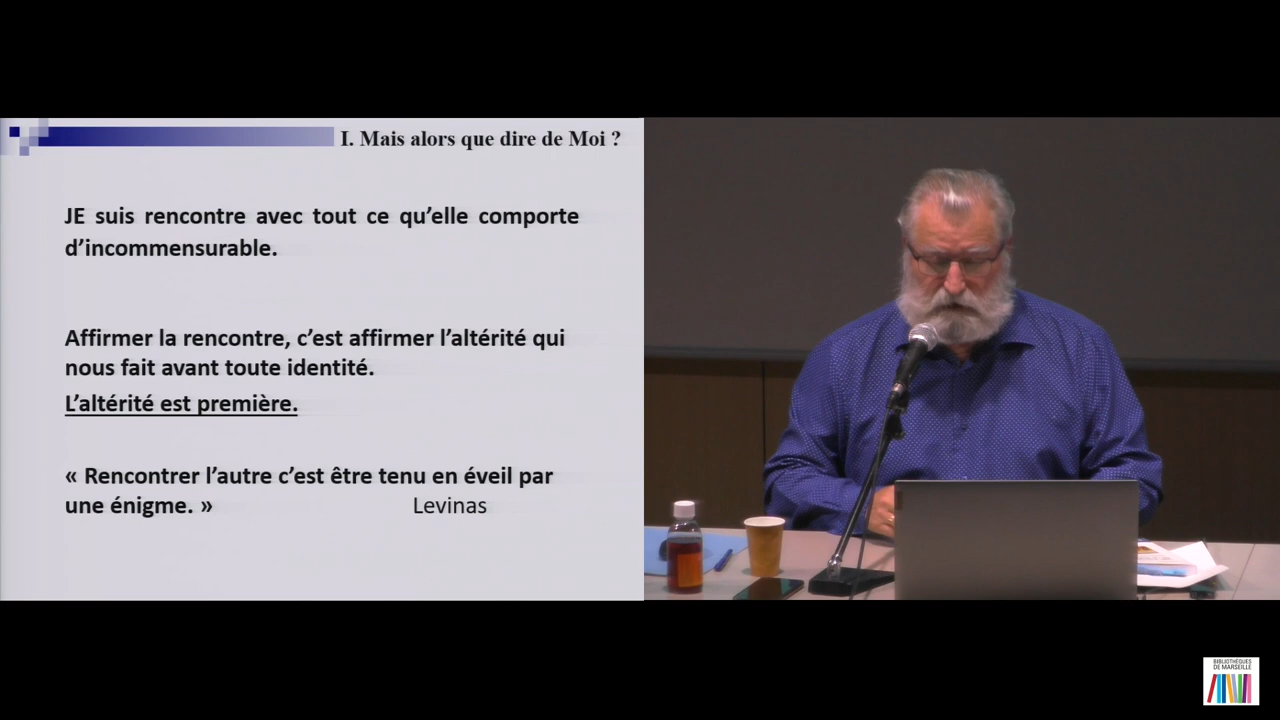 I. Mais alors que dire de Moi ?
JE suis rencontre avec tout ce qu’elle comporte
d’incommensurable.
Affirmer la rencontre, c’est affirmer l’altérité qui
nous fait avant toute identité.
L’altérité est première.
« Rencontrer l’autre c’est être tenu en éveil par
une énigme. » Levinas
BIBLIOTHÈQUES
DE MARSEILLE